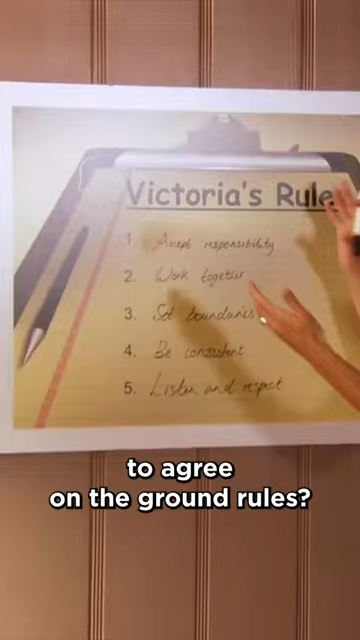 Victoria's Rule
1. Accept responsibility
2. Work together
3. Set boundaries
4. Be consistent
5. Listen and respect
to agree
on the ground rules?